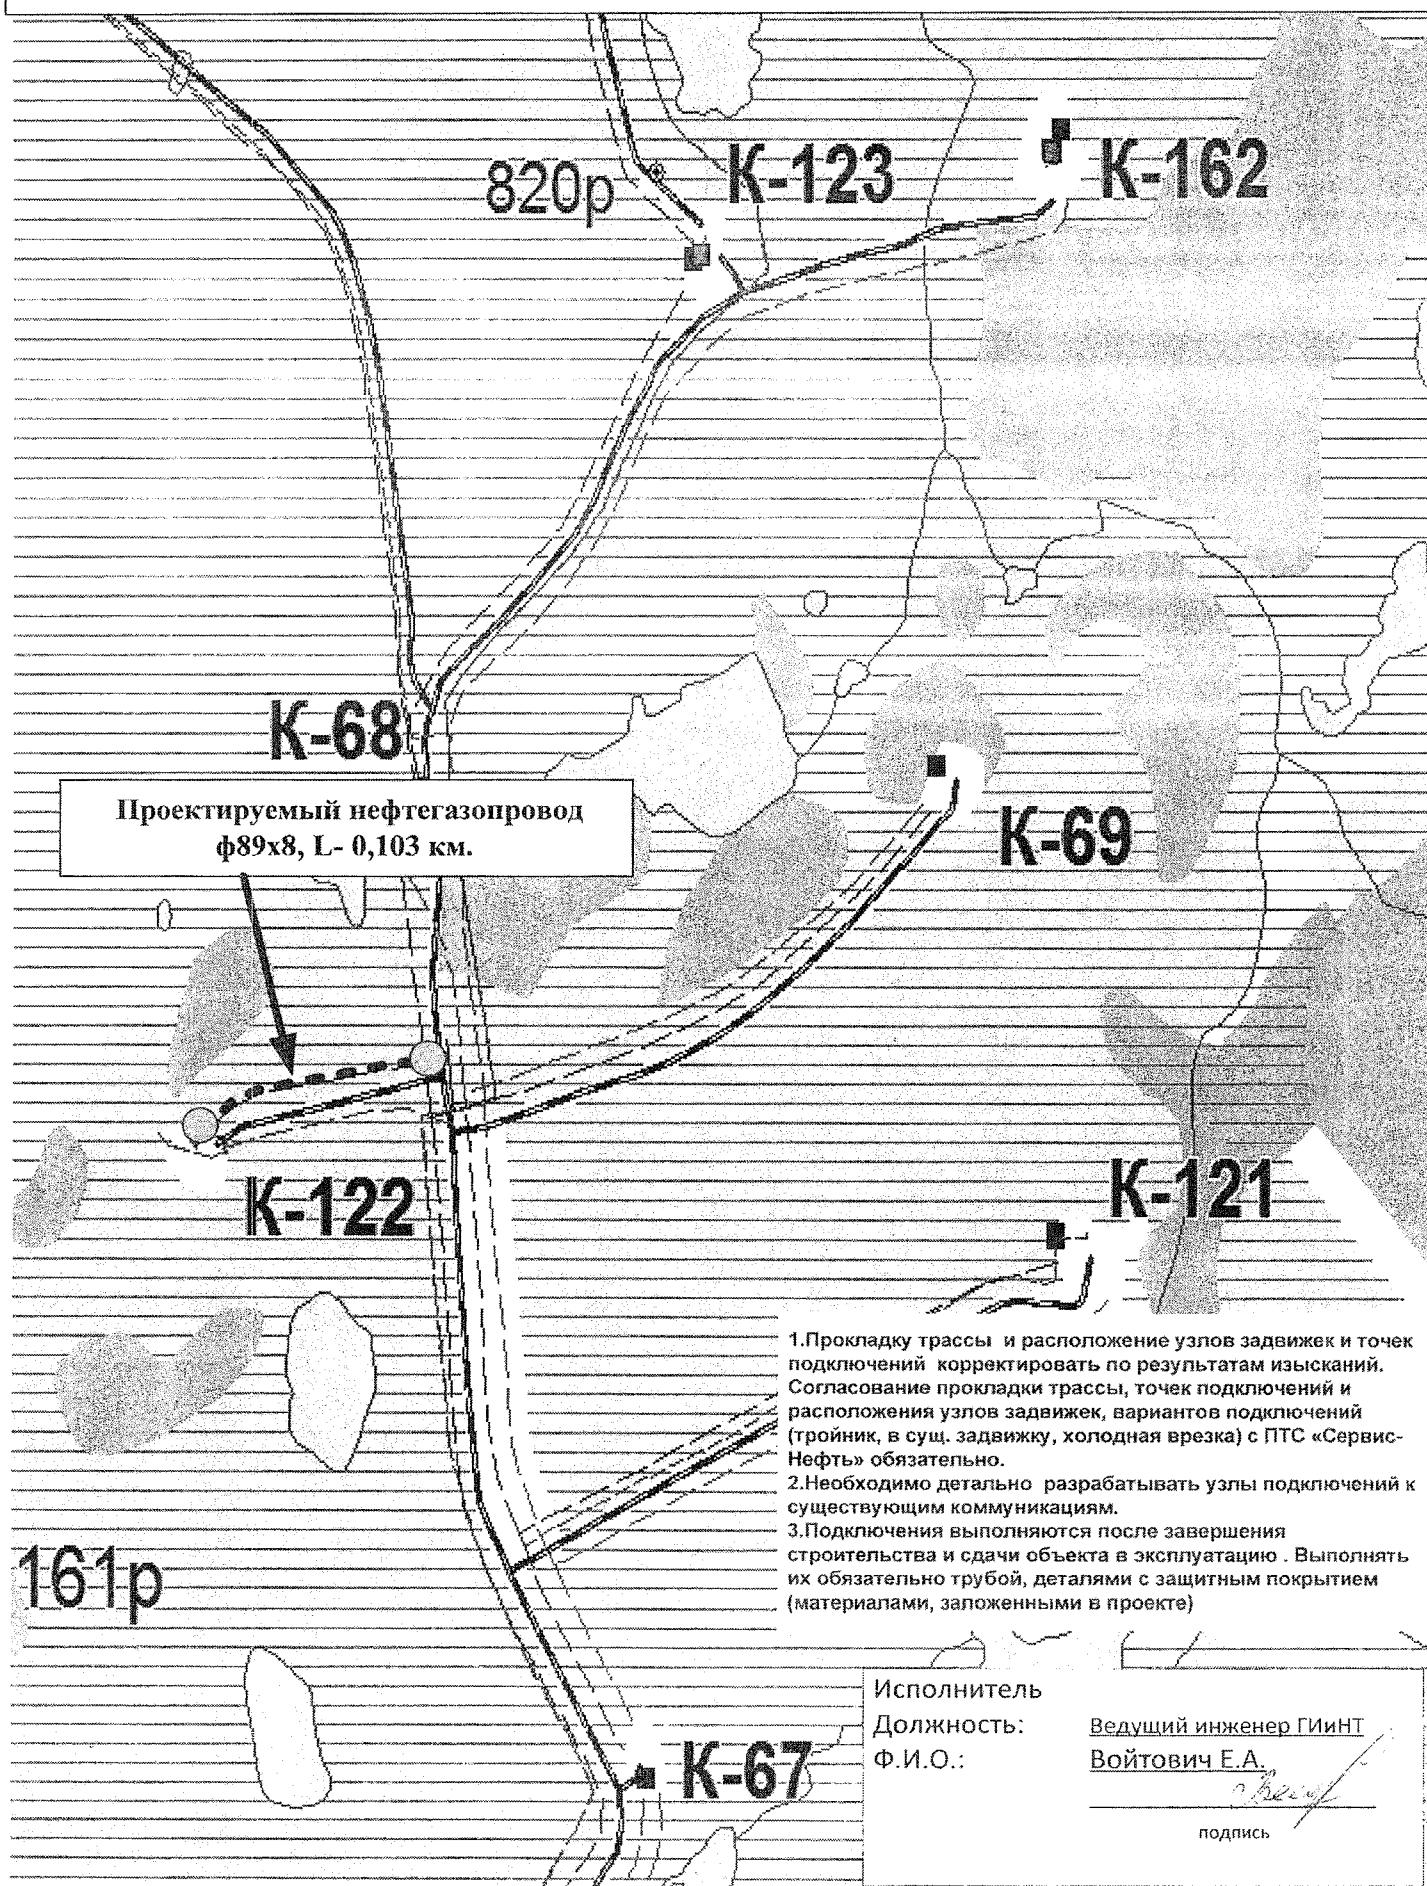 820р
К-123
К-162
К-68
Проектируемый нефтегазопровод
ф89х8, L- 0,103 км.
К-69
К-122
К-121
1.Прокладку трассы и расположение узлов задвижек и точек
подключений корректировать по результатам изысканий.
Согласование прокладки трассы, точек подключений и
расположения узлов задвижек, вариантов подключений
(тройник, в сущ. задвижку, холодная врезка) с ПТС «Сервис-
Нефть» обязательно.
2.Необходимо детально разрабатывать узлы подключений к
существующим коммуникациям.
3.Подключения выполняются после завершения
строительства и сдачи объекта в эксплуатацию . Выполнять
их обязательно трубой, деталями с защитным покрытием
(материалами, заложенными в проекте)
161р
К-67
Исполнитель
Должность: Ведущий инженер ГИиНТ
Ф.И.О.: Войтович Е.А.
подпись